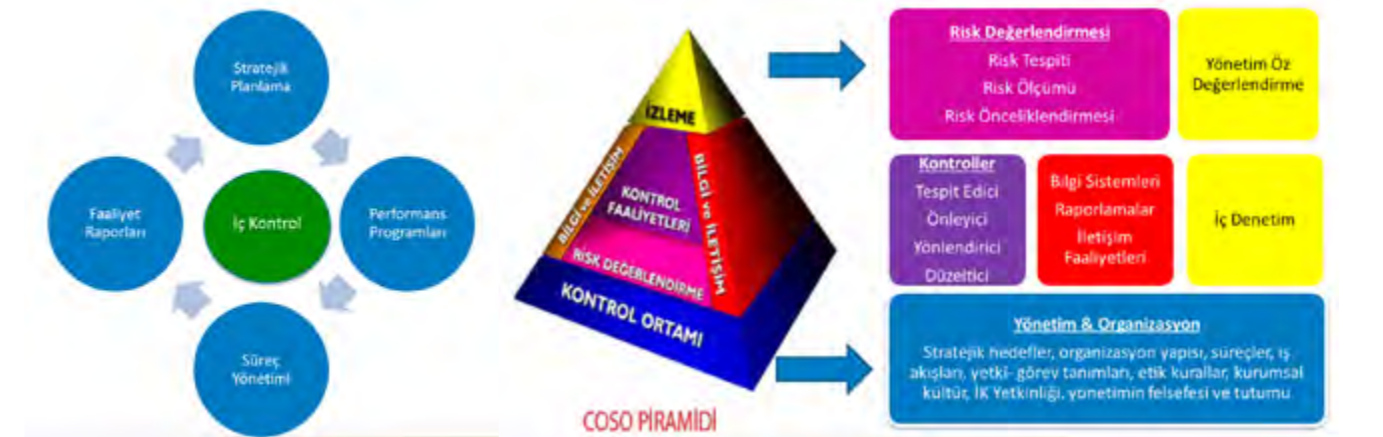 Stratejik
Planlama
Faaliyet
Raporları
İç Kontrol
Performans
Programları
Süreç
Yönetimi
İZLEME
BİLGİ ve İLETİŞİM
KONTROL
FAALİYETLERİ
BİLGİ ve İLETİŞİM
RİSK DEĞERLENDİRME
KONTROL ORTAMI
COSO PİRAMİDİ
Risk Değerlendirmesi
Risk Tespiti
Risk Ölçümü
Risk Önceliklendirmesi
Yönetim Öz
Değerlendirme
Kontroller
Tespit Edici
Önleyici
Yönlendirici
Düzeltici
Bilgi Sistemleri
Raporlamalar
İletişim
Faaliyetleri
İç Denetim
Yönetim & Organizasyon
Stratejik hedefler, organizasyon yapısı, süreçler, iş
akışları, yetki- görev tanımları, etik kurallar, kurumsal
kültür, İK Yetkinliği, yönetimin felsefesi ve tutumu